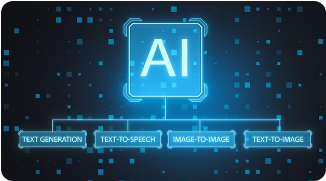 AI
TEXT GENERATION
TEXT-TO-SPEECH
IMAGE-TO-IMAGE
TEXT-TO-IMAGE